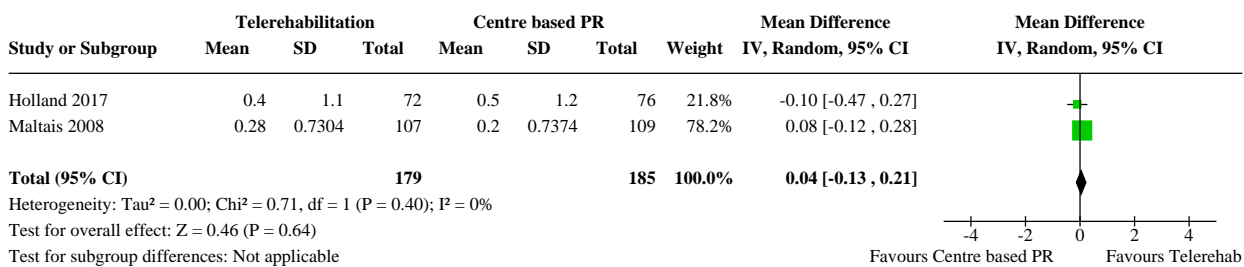 Telerehabilitation Centre based PR Mean Difference Mean Difference
Study or Subgroup Mean SD Total Mean SD Total Weight IV, Random, 95% CI IV, Random, 95% CI
Holland 2017 0.4 1.1 72 0.5 1.2 76 21.8% -0.10 [-0.47 , 0.27]
Maltais 2008 0.28 0.7304 107 0.2 0.7374 109 78.2% 0.08 [-0.12 , 0.28]
Total (95% CI) 179 185 100.0% 0.04 [-0.13 , 0.21]
Heterogeneity: Tau² = 0.00; Chi² = 0.71, df = 1 (P = 0.40); I² = 0%
Test for overall effect: Z = 0.46 (P = 0.64)
-4 -2 0 2 4
Test for subgroup differences: Not applicable Favours Centre based PR Favours Telerehab